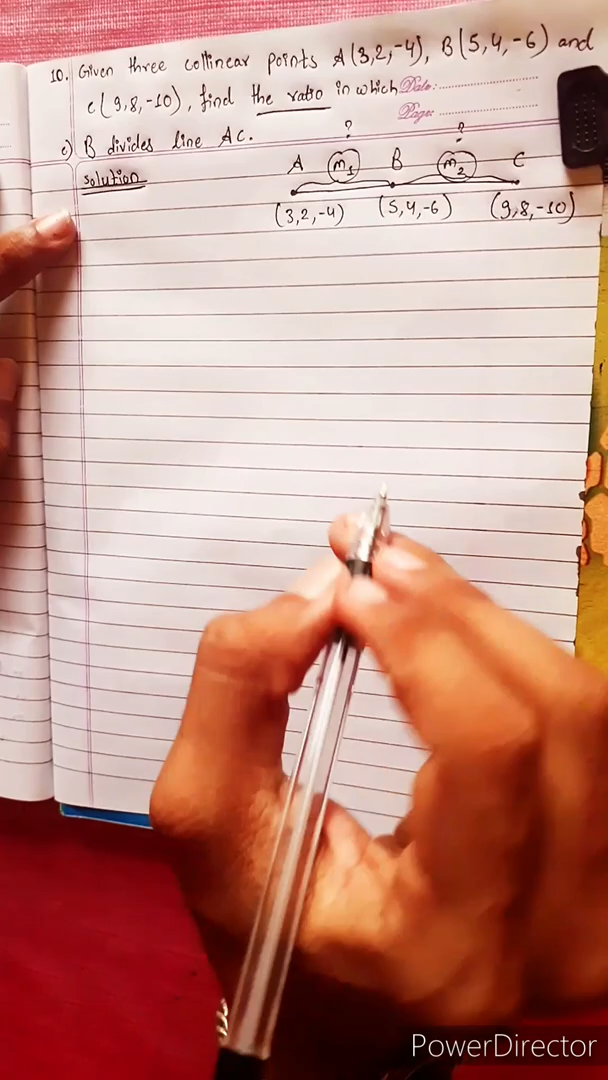 10. Given three collinear points A(3,2,-4), B(5,4,-6) and
C(9,8,-10), find the ratio in which
Date:
Page:
c) B divides line AC.
? ?
A m₁ B m₂ C
solution
(3,2,-4) (5,4,-6) (9,8,-10)
PowerDirector